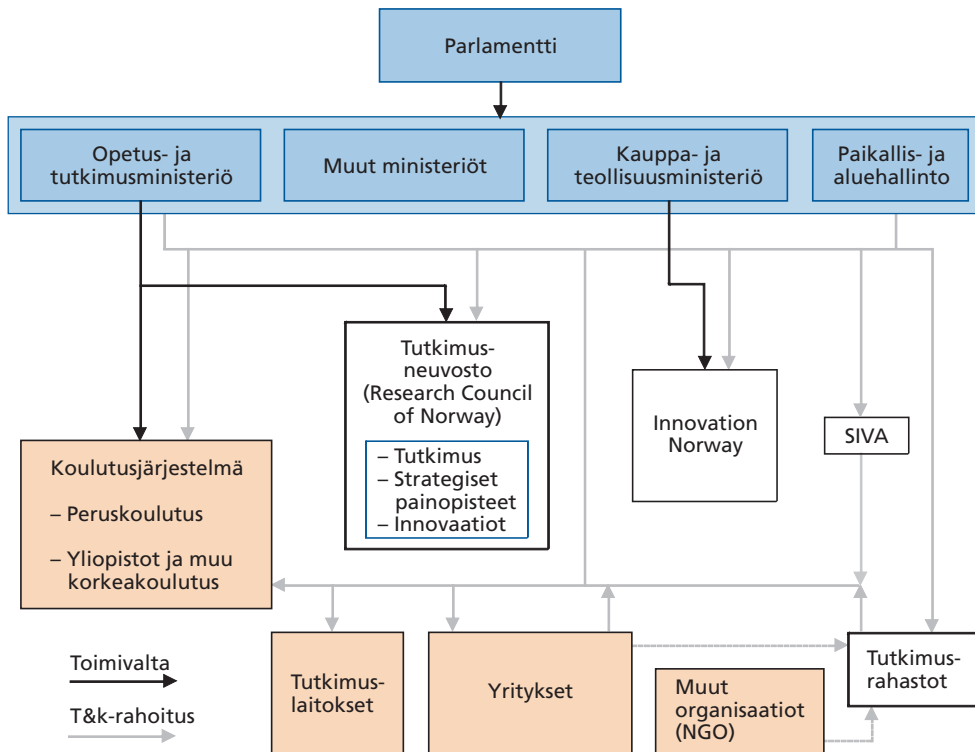 Parlamentti
Opetus- ja
tutkimusministeriö
Muut ministeriöt
Kauppa- ja
teollisuusministeriö
Paikallis- ja
aluehallinto
Tutkimus-
neuvosto
(Research Council
of Norway)
– Tutkimus
– Strategiset
painopisteet
– Innovaatiot
Innovation
Norway
SIVA
Koulutusjärjestelmä
– Peruskoulutus
– Yliopistot ja muu
korkeakoulutus
Toimivalta
T&k-rahoitus
Tutkimus-
laitokset
Yritykset
Muut
organisaatiot
(NGO)
Tutkimus-
rahastot